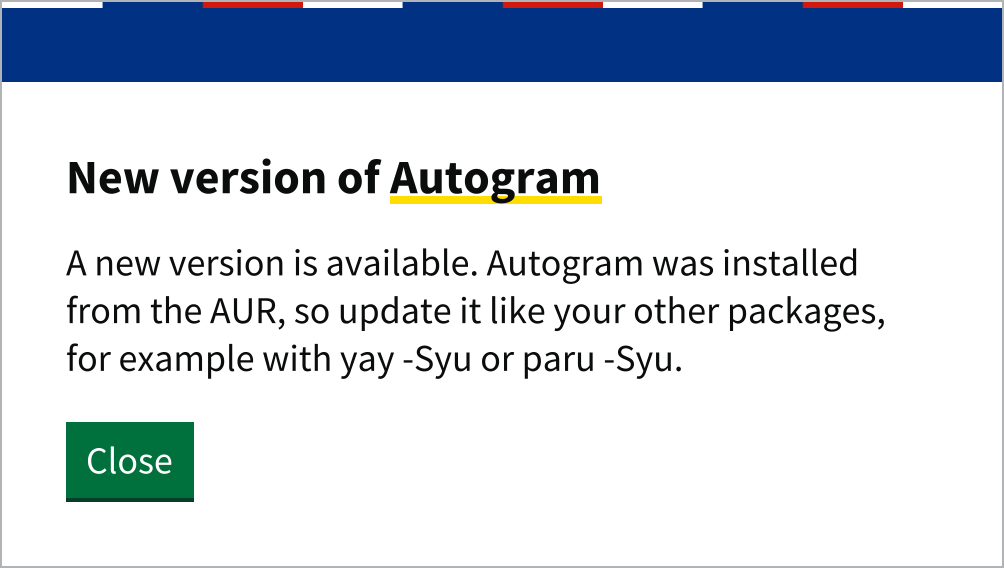 New version of Autogram
A new version is available. Autogram was installed
from the AUR, so update it like your other packages,
for example with yay -Syu or paru -Syu.
Close